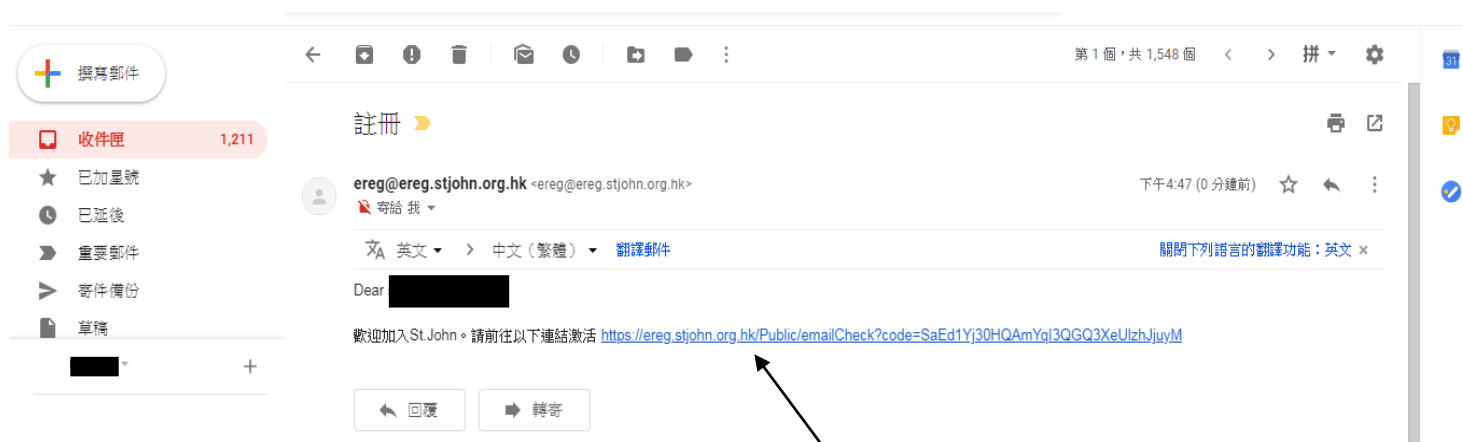 撰寫郵件
第 1 個，共 1,548 個
拼
收件匣 1,211
已加星號
已延後
重要郵件
寄件備份
草稿
註冊
ereg@ereg.stjohn.org.hk <ereg@ereg.stjohn.org.hk>
下午4:47 (0 分鐘前)
寄給 我
文A 英文 > 中文（繁體） 翻譯郵件
關閉下列語言的翻譯功能：英文 ×
Dear
歡迎加入St.John。請前往以下連結激活 https://ereg.stjohn.org.hk/Public/emailCheck?code=SaEd1Yj30HQAmYqI3QGQ3XeUlzhJjuyM
回覆
轉寄
31